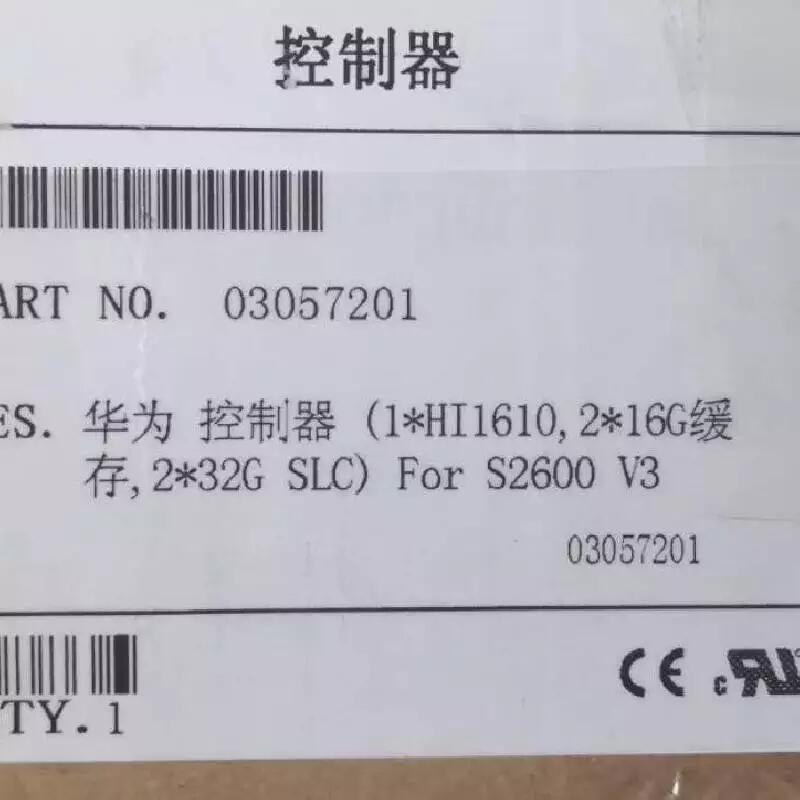 控制器
ART NO. 03057201
ES. 华为 控制器 (1*HI1610,2*16G缓
存,2*32G SLC) For S2600 V3
03057201
CE c RU
TY.1